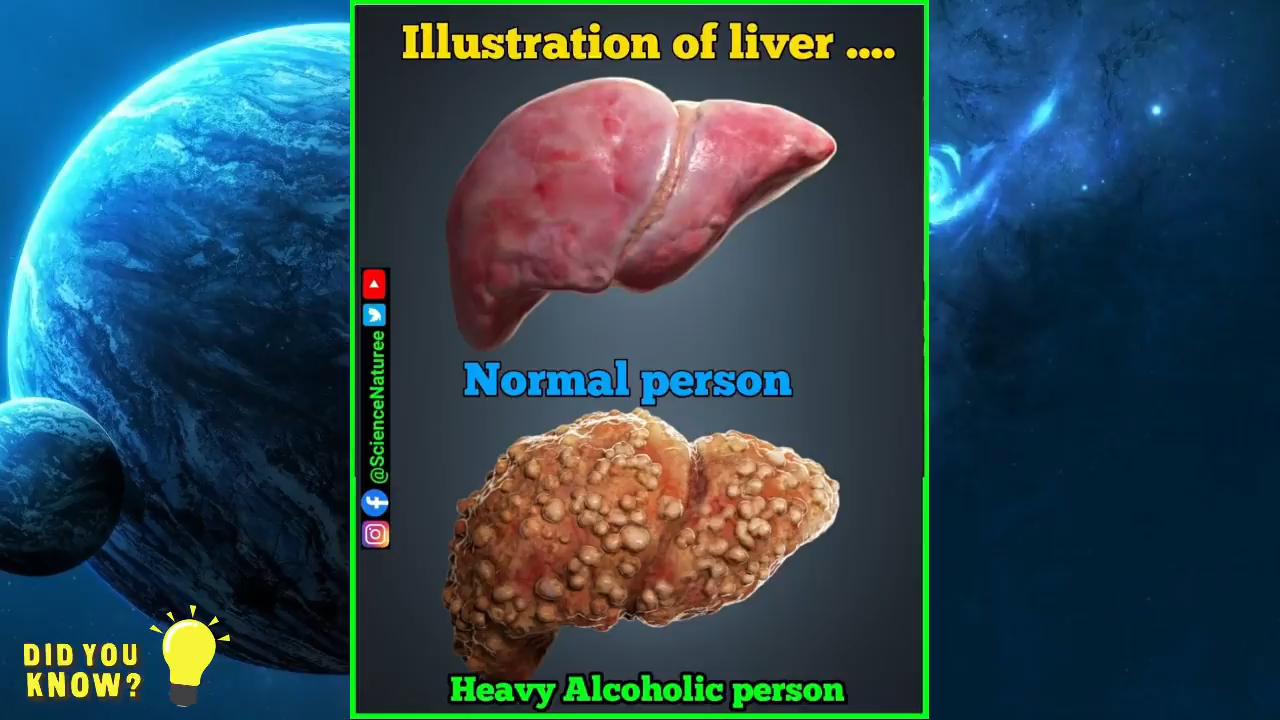 Illustration of liver ....
Normal person
@ScienceNaturee
Heavy Alcoholic person
DID YOU
KNOW?